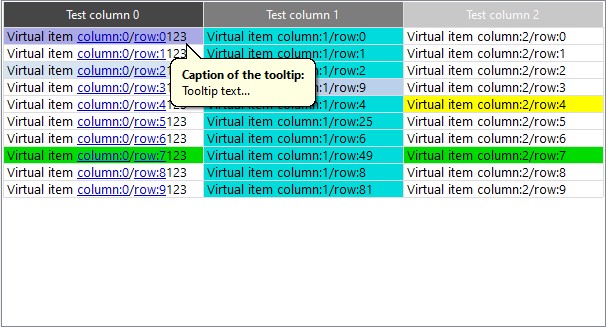 Test column 0 Test column 1 Test column 2
Virtual item column:0/row:0123 Virtual item column:1/row:0 Virtual item column:2/row:0
Virtual item column:0/row:1123 Virtual item column:1/row:1 Virtual item column:2/row:1
Virtual item column:0/row:2 Virtual item column:1/row:2 Virtual item column:2/row:2
Virtual item column:0/row:3 row:9 Virtual item column:2/row:3
Virtual item column:0/row:4 Virtual item column:1/row:4 Virtual item column:2/row:4
Caption of the tooltip:
Tooltip text...
Virtual item column:0/row:5123 Virtual item column:1/row:25 Virtual item column:2/row:5
Virtual item column:0/row:6123 Virtual item column:1/row:6 Virtual item column:2/row:6
Virtual item column:0/row:7123 Virtual item column:1/row:49 Virtual item column:2/row:7
Virtual item column:0/row:8123 Virtual item column:1/row:8 Virtual item column:2/row:8
Virtual item column:0/row:9123 Virtual item column:1/row:81 Virtual item column:2/row:9